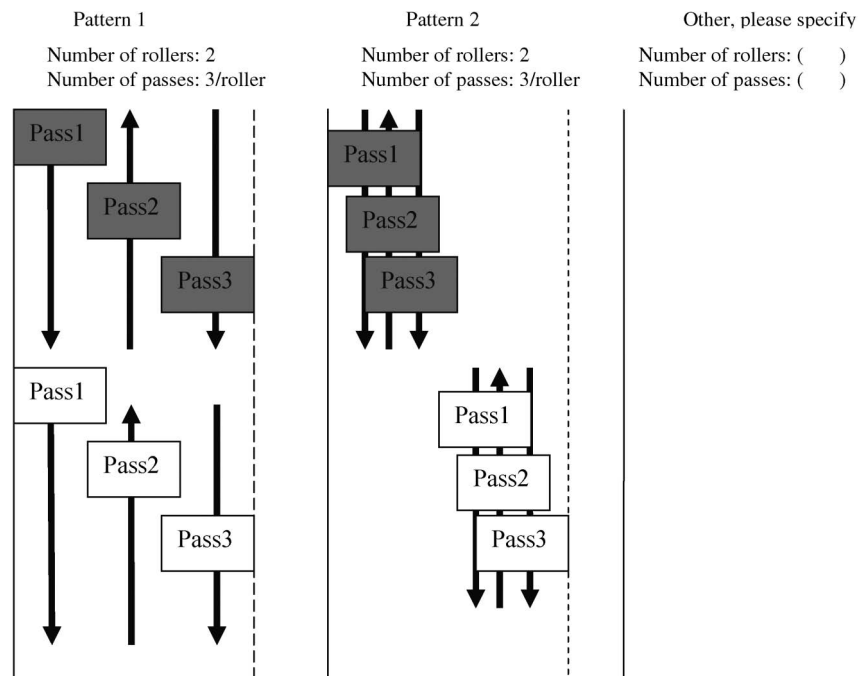 Pattern 1
Number of rollers: 2
Number of passes: 3/roller
Pass1
Pass2
Pass3
Pass1
Pass2
Pass3
Pattern 2
Number of rollers: 2
Number of passes: 3/roller
Pass1
Pass2
Pass3
Pass1
Pass2
Pass3
Other, please specify
Number of rollers: (      )
Number of passes: (      )